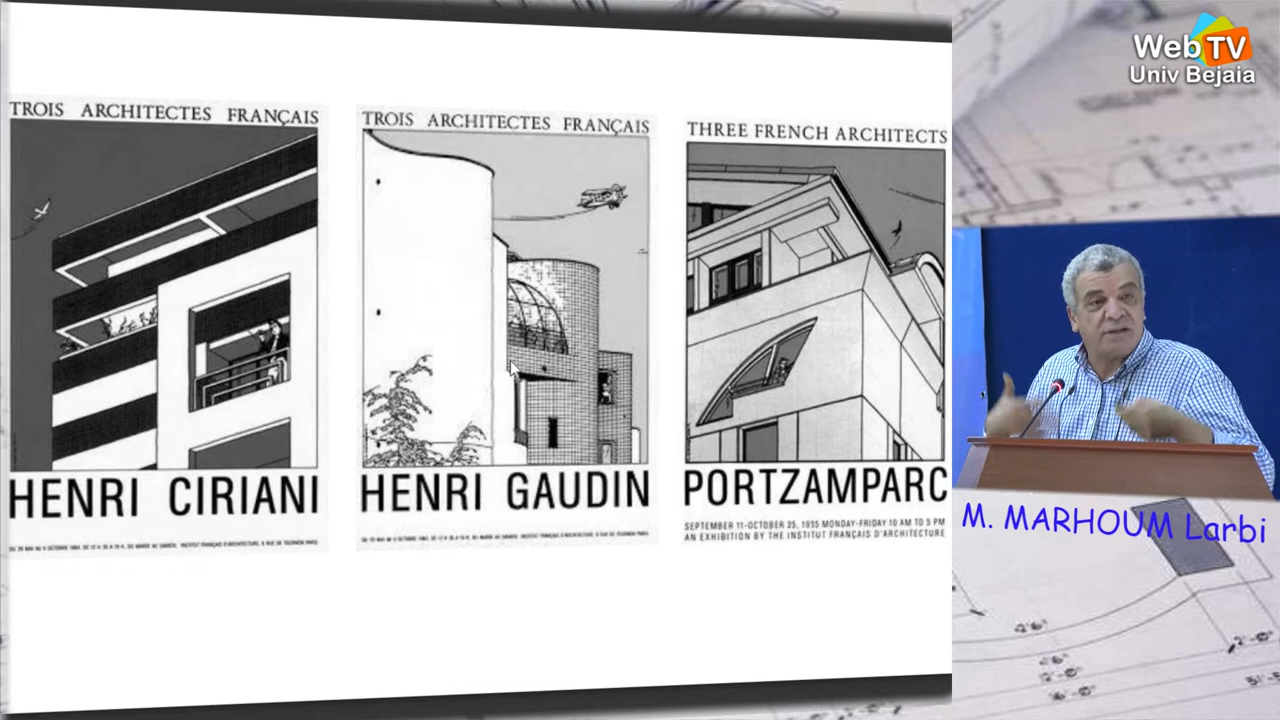 TROIS ARCHITECTES FRANÇAIS
HENRI CIRIANI
TROIS ARCHITECTES FRANÇAIS
HENRI GAUDIN
THREE FRENCH ARCHITECTS
PORTZAMPARC
SEPTEMBER 11-OCTOBER 25, 1955 MONDAY-FRIDAY 10 AM TO 5 PM
AN EXHIBITION BY THE INSTITUT FRANÇAIS D'ARCHITECTURE
Web TV
Univ Bejaia
M. MARHOUM Larbi